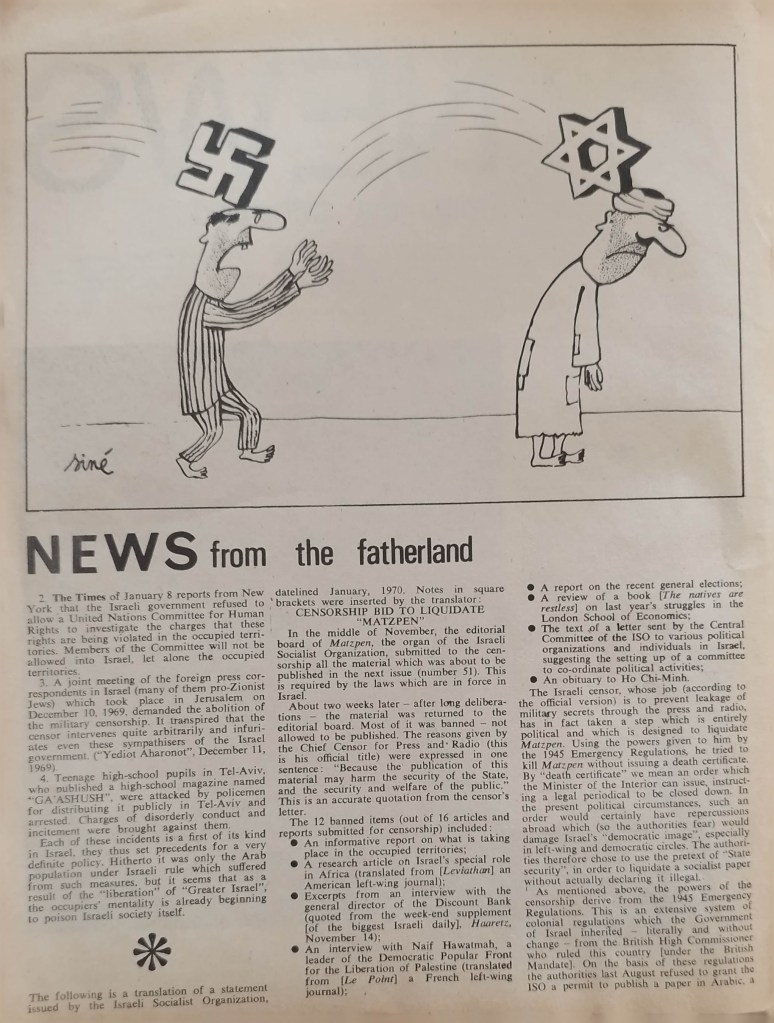 siné
NEWS from the fatherland
2. The Times of January 8 reports from New
York that the Israeli government refused to
allow a United Nations Committee for Human
Rights to investigate the charges that these
rights are being violated in the occupied terri-
tories. Members of the Committee will not be
allowed into Israel, let alone the occupied
territories.
3. A joint meeting of the foreign press cor-
respondents in Israel (many of them pro-Zionist
Jews) which took place in Jerusalem on
December 10, 1969, demanded the abolition of
the military censorship. It transpired that the
censor intervenes quite arbitrarily and infuri-
ates even these sympathisers of the Israel
government. ("Yediot Aharonot", December 11,
1969)
4. Teenage high-school pupils in Tel-Aviv,
who published a high-school magazine named
"GA'ASHUSH", were attacked by policemen
for distributing it publicly in Tel-Aviv and
arrested. Charges of disorderly conduct and
incitement were brought against them.
Each of these incidents is a first of its kind
in Israel, they thus set precedents for a very
definite policy. Hitherto it was only the Arab
population under Israeli rule which suffered
from such measures, but it seems that as a
result of the "liberation" of "Greater Israel",
the occupiers' mentality is already beginning
to poison Israeli society itself.
The following is a translation of a statement
issued by the Israeli Socialist Organization,
datelined January, 1970. Notes in square
brackets were inserted by the translator:
CENSORSHIP BID TO LIQUIDATE
"MATZPEN"
In the middle of November, the editorial
board of Matzpen, the organ of the Israeli
Socialist Organization, submitted to the cen-
sorship all the material which was about to be
published in the next issue (number 51). This
is required by the laws which are in force in
Israel.
About two weeks later – after long delibera-
tions – the material was returned to the
editorial board. Most of it was banned – not
allowed to be published. The reasons given by
the Chief Censor for Press and Radio (this
is his official title) were expressed in one
sentence: "Because the publication of this
material may harm the security of the State,
and the security and welfare of the public."
This is an accurate quotation from the censor's
letter.
The 12 banned items (out of 16 articles and
reports submitted for censorship) included:
● An informative report on what is taking
place in the occupied territories;
● A research article on Israel's special role
in Africa (translated from [Leviathan] an
American left-wing journal);
● Excerpts from an interview with the
general director of the Discount Bank
(quoted from the week-end supplement
[of the biggest Israeli daily], Haaretz,
November 14);
● An interview with Naif Hawatmah, a
leader of the Democratic Popular Front
for the Liberation of Palestine (translated
from [Le Point] a French left-wing
journal);
● A report on the recent general elections;
● A review of a book [The natives are
restless] on last year's struggles in the
London School of Economics;
● The text of a letter sent by the Central
Committee of the ISO to various political
organizations and individuals in Israel,
suggesting the setting up of a committee
to co-ordinate political activities;
● An obituary to Ho Chi-Minh.
The Israeli censor, whose job (according to
the official version) is to prevent leakage of
military secrets through the press and radio,
has in fact taken a step which is entirely
political and which is designed to liquidate
Matzpen. Using the powers given to him by
the 1945 Emergency Regulations, he tried to
kill Matzpen without issuing a death certificate.
By "death certificate" we mean an order which
the Minister of the Interior can issue, instruct-
ing a legal periodical to be closed down. In
the present political circumstances, such an
order would certainly have repercussions
abroad which (so the authorities fear) would
damage Israel's "democratic image", especially
in left-wing and democratic circles. The authori-
ties therefore chose to use the pretext of "State
security", in order to liquidate a socialist paper
without actually declaring it illegal.
As mentioned above, the powers of the
censorship derive from the 1945 Emergency
Regulations. This is an extensive system of
colonial regulations which the Government
of Israel inherited – literally and without
change – from the British High Commissioner
who ruled this country [under the British
Mandate]. On the basis of these regulations
the authorities last August refused to grant the
ISO a permit to publish a paper in Arabic, a